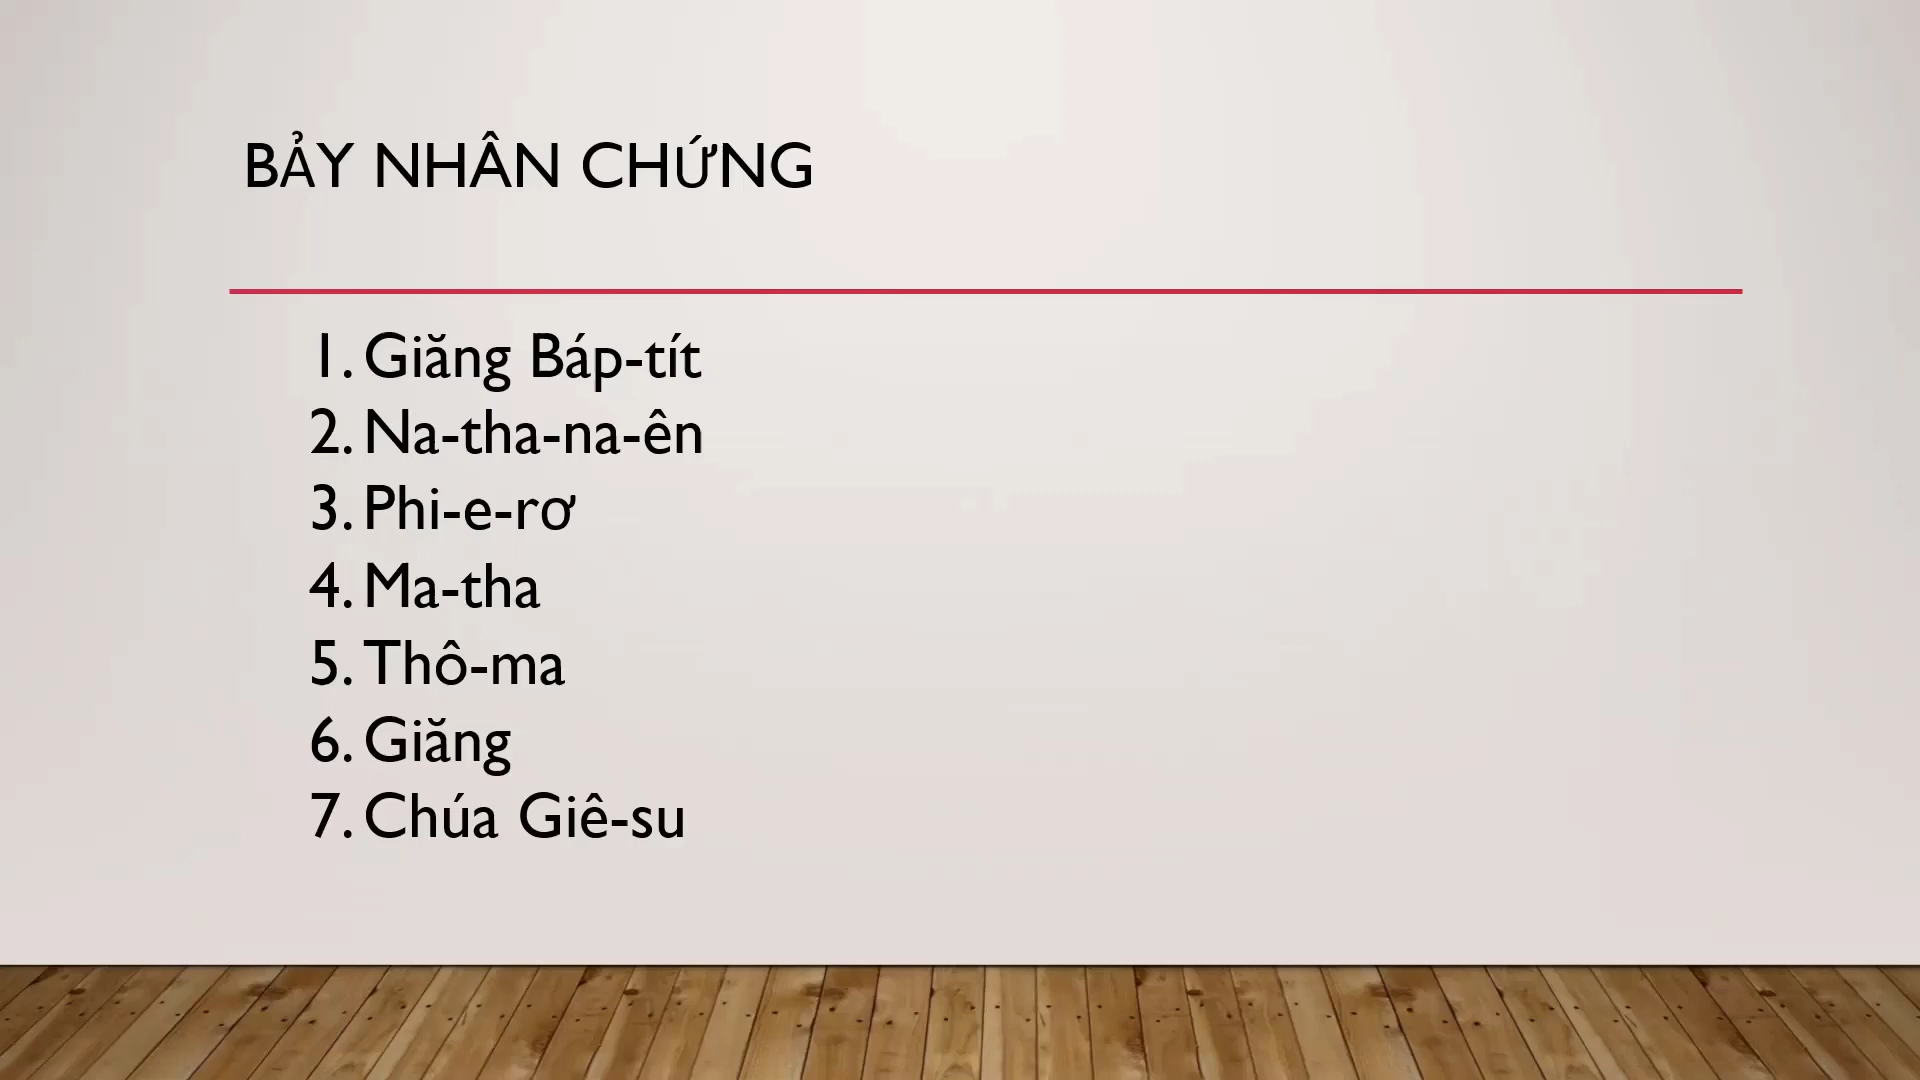 BẢY NHÂN CHỨNG
1. Giăng Báp-tít
2. Na-tha-na-ên
3. Phi-e-rơ
4. Ma-tha
5. Thô-ma
6. Giăng
7. Chúa Giê-su